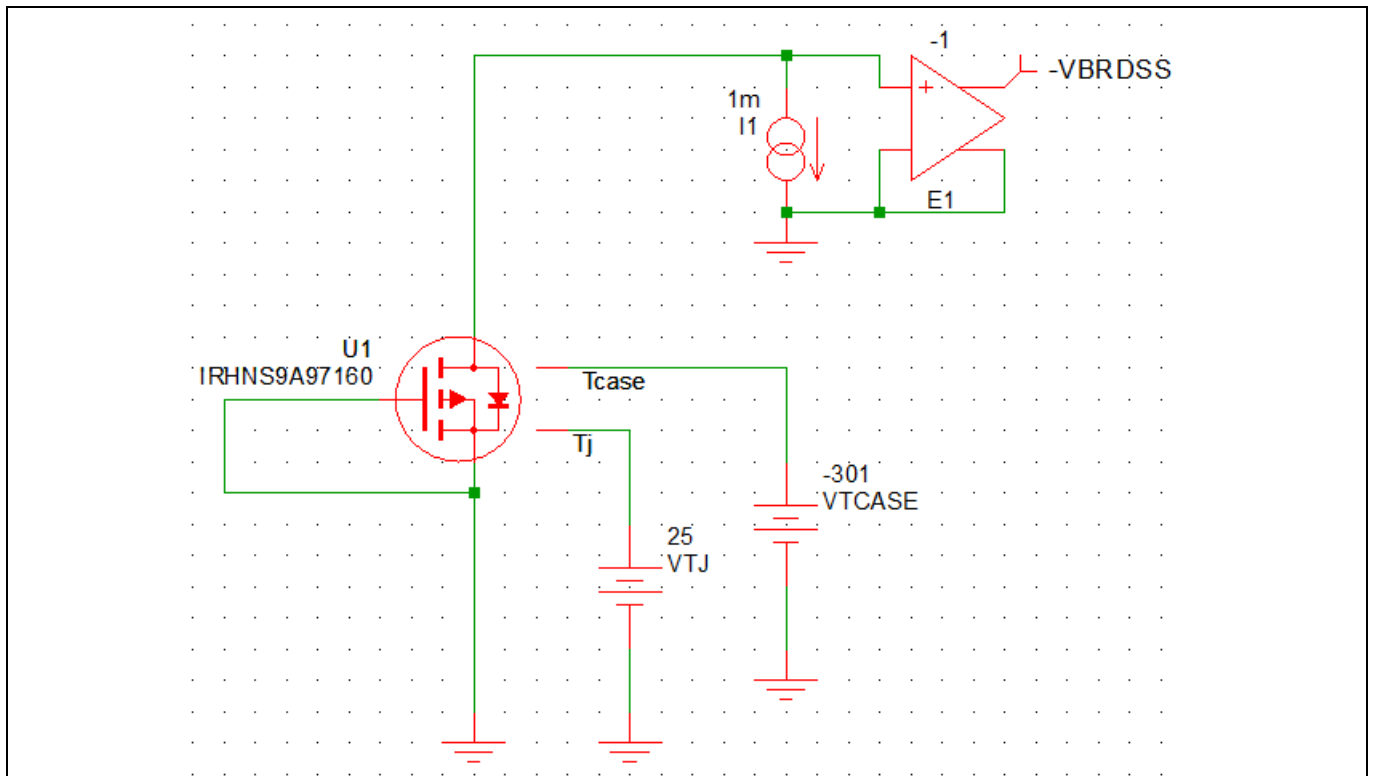 -1
-VBRDSS
1m
I1
+
E1
U1
IRHNS9A97160
Tcase
Tj
-301
VTCASE
25
VTJ